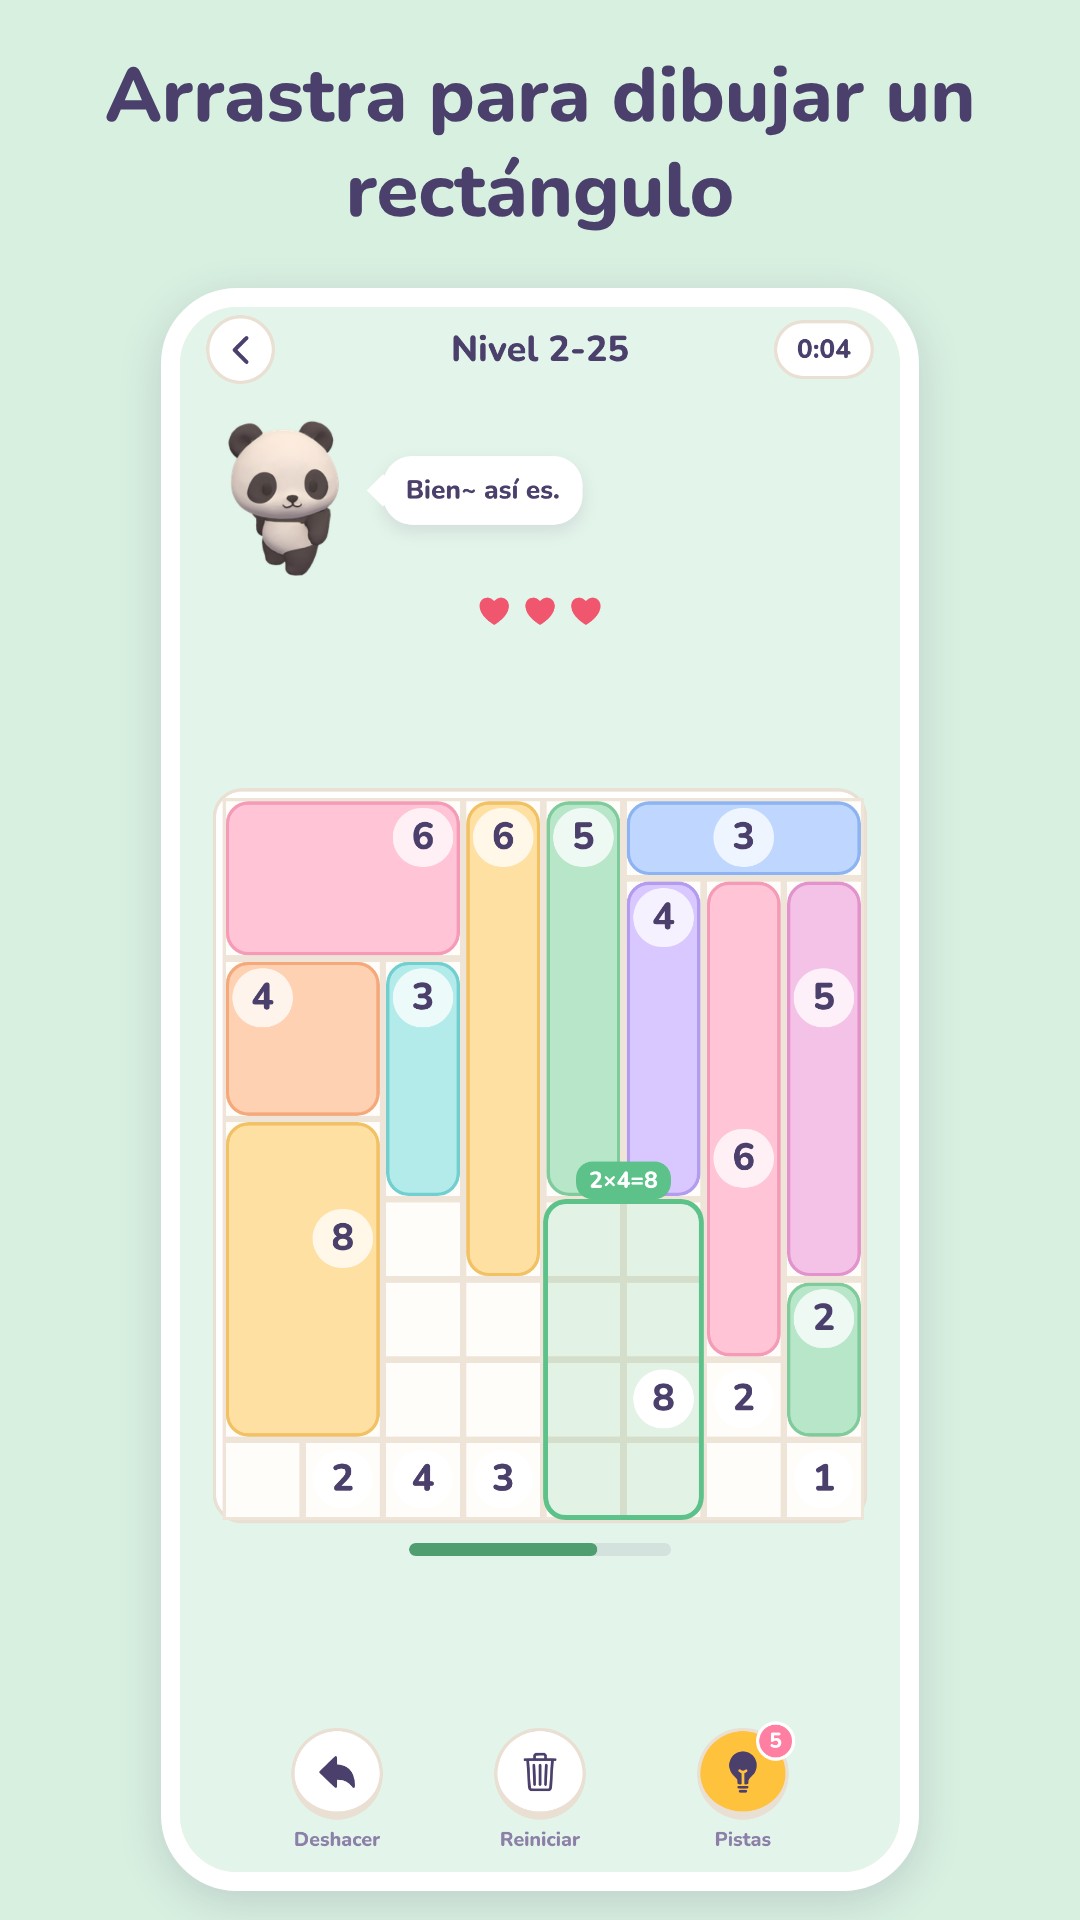 Arrastra para dibujar un
rectángulo
Nivel 2-25
0:04
Bien~ así es.
6 6 5 3
4
4 3 5
6
2×4=8
8
2
8 2
2 4 3 1
5
Deshacer Reiniciar Pistas